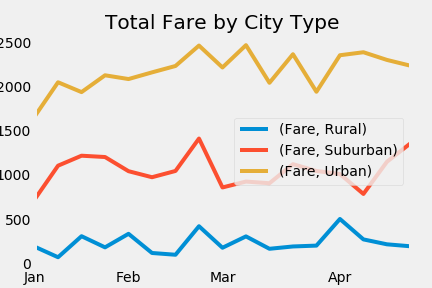 Total Fare by City Type
2500
2000
1500
1000
500
0
(Fare, Rural)
(Fare, Suburban)
(Fare, Urban)
Jan Feb Mar Apr